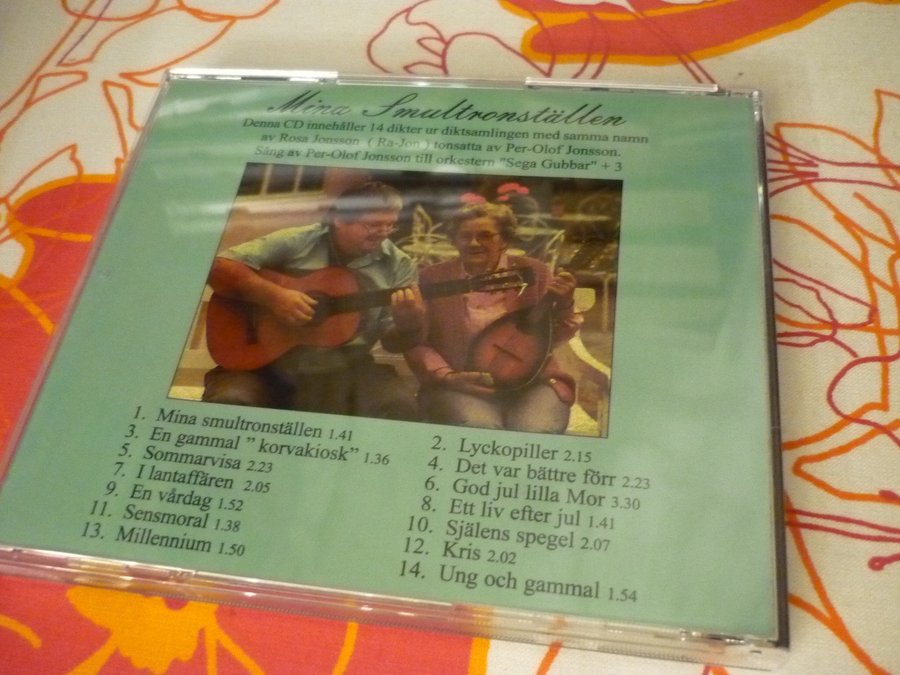 Mina Smultronställen
Denna CD innehåller 14 dikter ur diktsamlingen med samma namn
av Rosa Jonsson ( Ra-Jon ) tonsatta av Per-Olof Jonsson.
Sång av Per-Olof Jonsson till orkestern "Sega Gubbar" + 3
1. Mina smultronställen 1.41
2. Lyckopiller 2.15
3. En gammal " korvakiosk" 1.36
4. Det var bättre förr 2.23
5. Sommarvisa 2.23
6. God jul lilla Mor 3.30
7. I lantaffären 2.05
8. Ett liv efter jul 1.41
9. En vårdag 1.52
10. Själens spegel 2.07
11. Sensmoral 1.38
12. Kris 2.02
13. Millennium 1.50
14. Ung och gammal 1.54